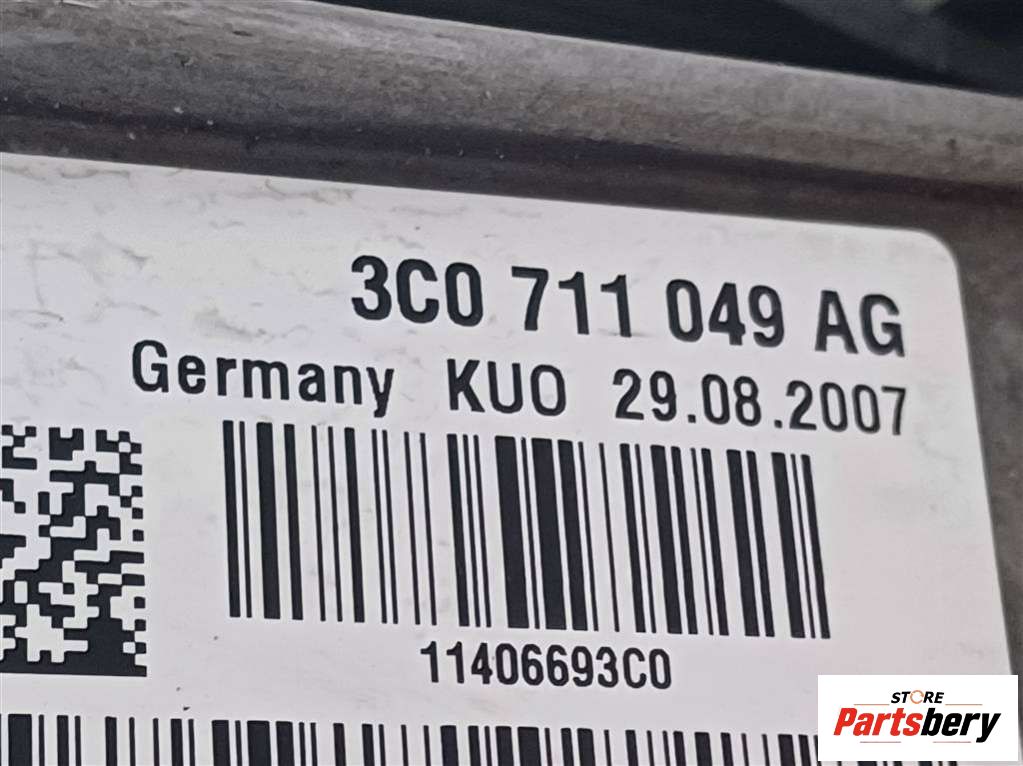 3C0 711 049 AG
Germany KUO 29.08.2007
11406693C0
STORE
Partsbery